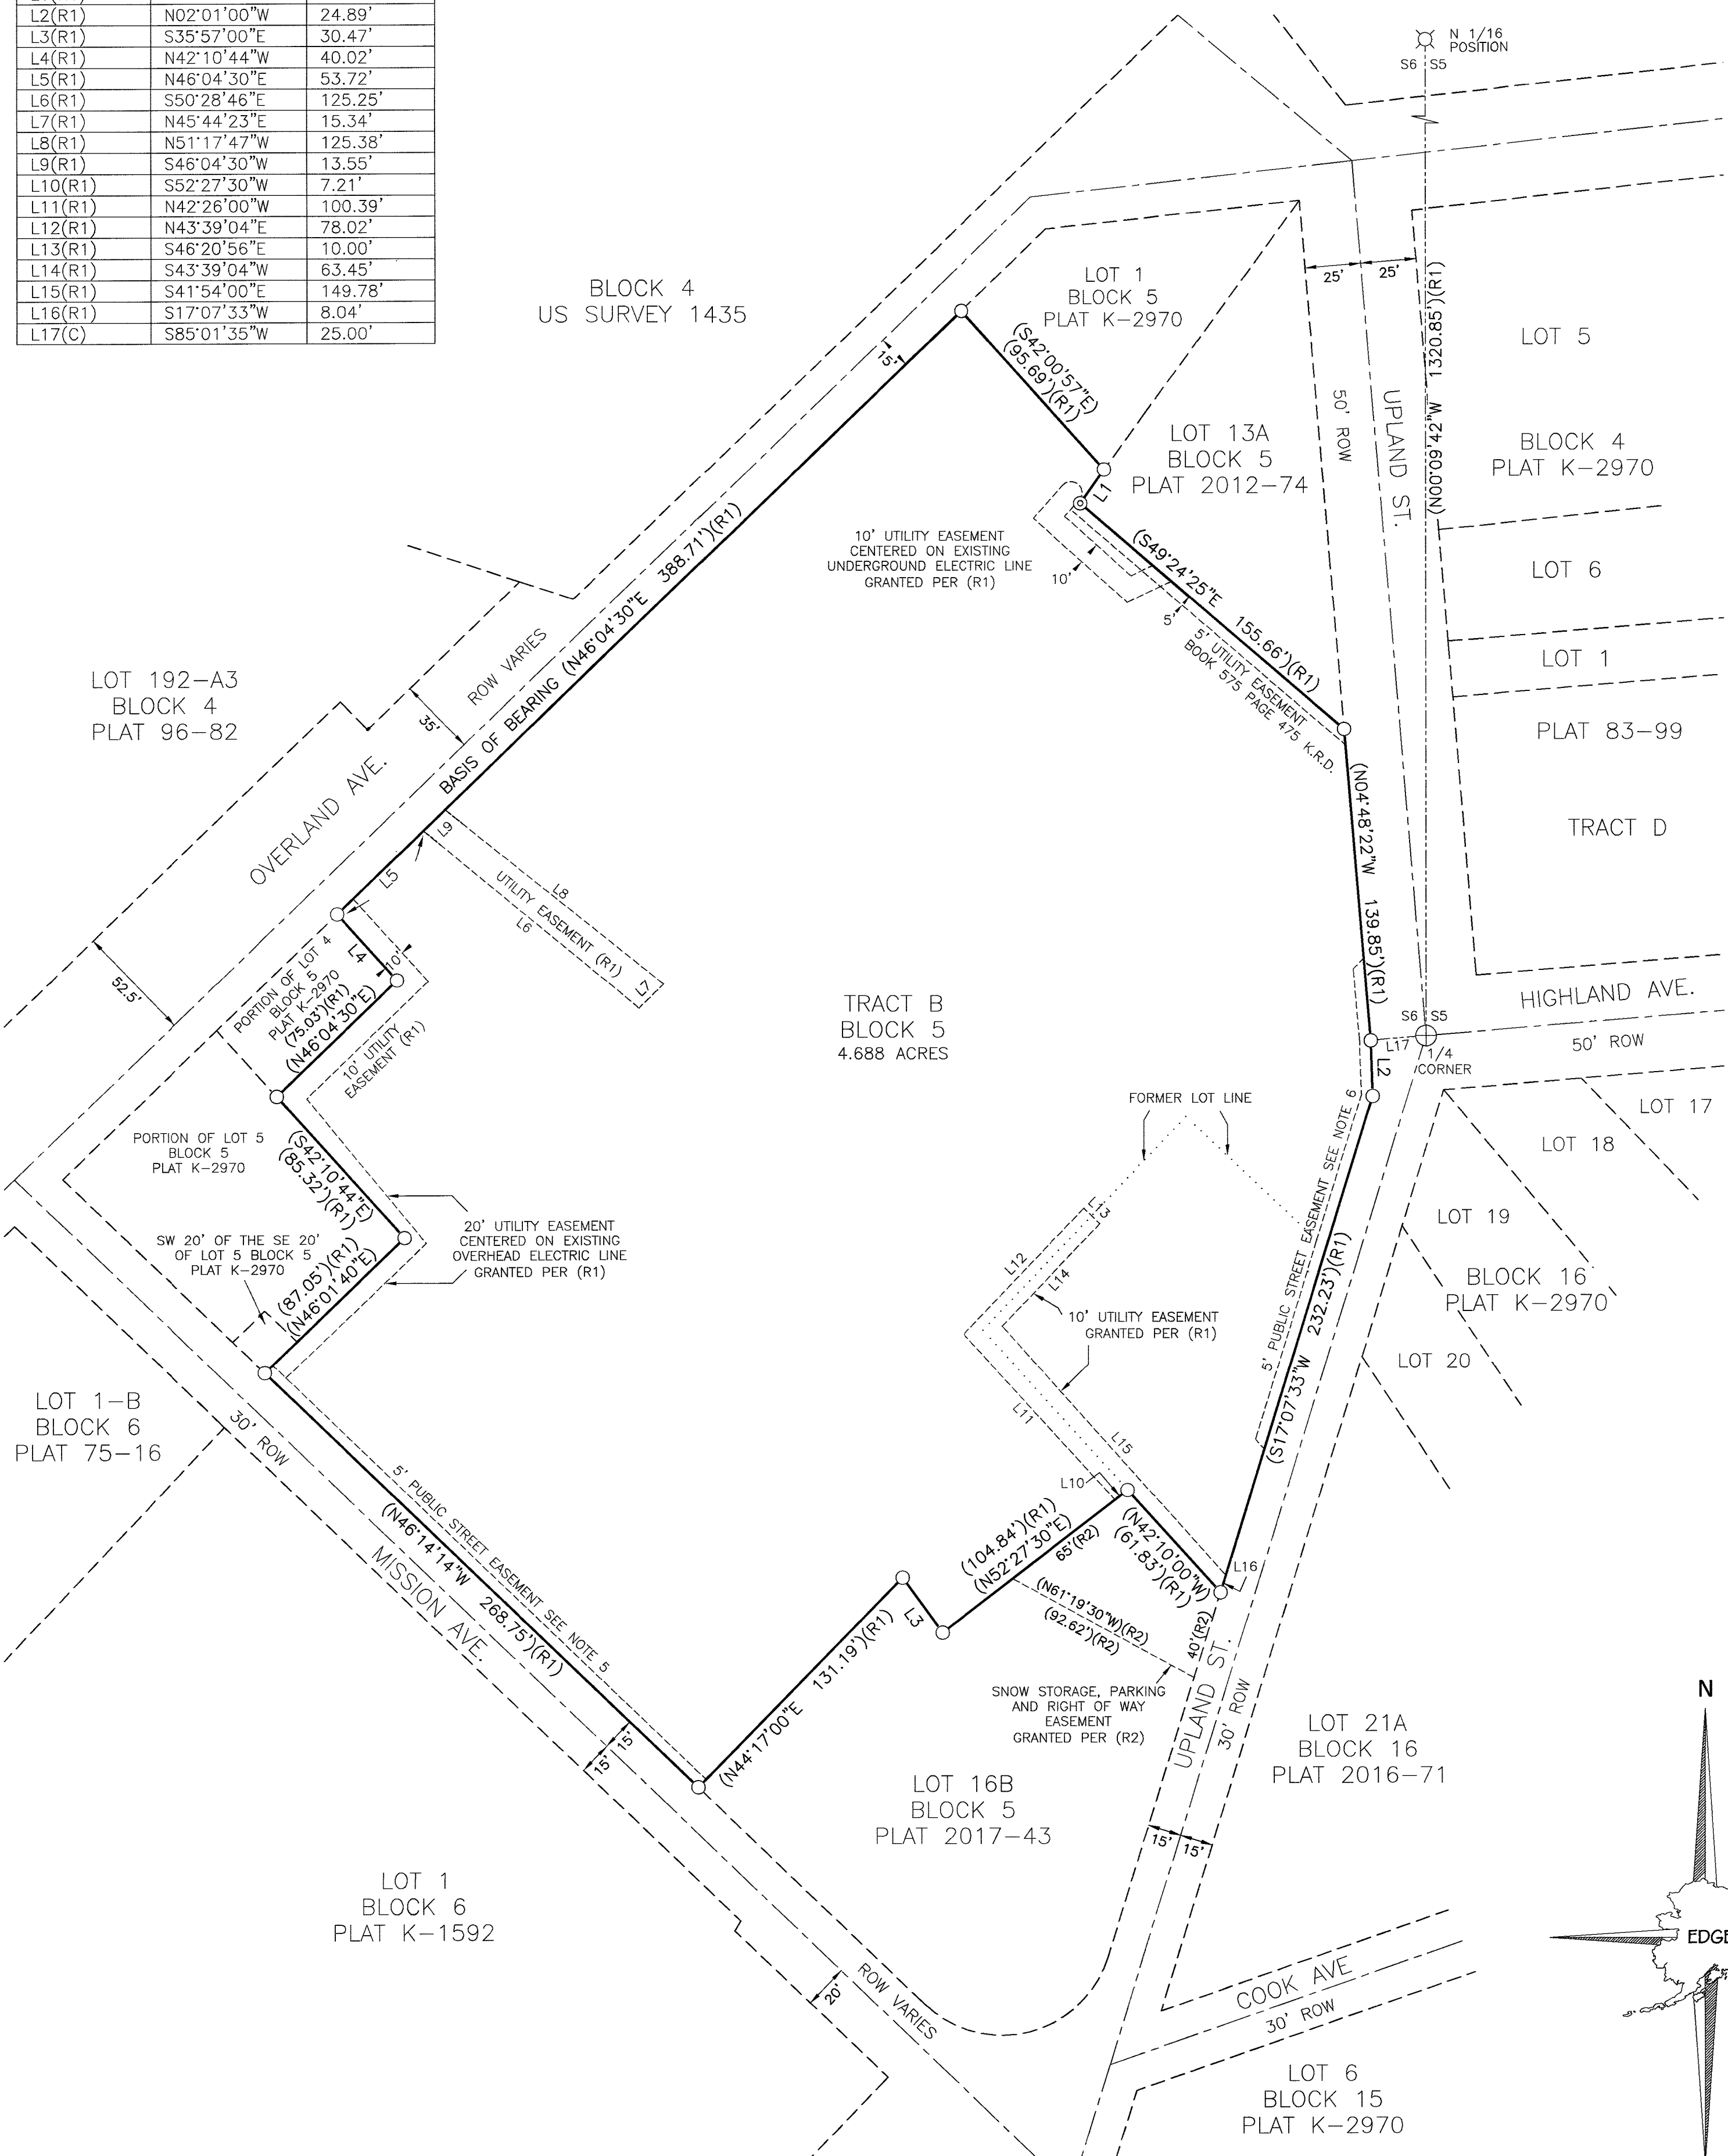 L2(R1) N02°01'00"W 24.89'
L3(R1) S35°57'00"E 30.47'
L4(R1) N42°10'44"W 40.02'
L5(R1) N46°04'30"E 53.72'
L6(R1) S50°28'46"E 125.25'
L7(R1) N45°44'23"E 15.34'
L8(R1) N51°17'47"W 125.38'
L9(R1) S46°04'30"W 13.55'
L10(R1) S52°27'30"W 7.21'
L11(R1) N42°26'00"W 100.39'
L12(R1) N43°39'04"E 78.02'
L13(R1) S46°20'56"E 10.00'
L14(R1) S43°39'04"W 63.45'
L15(R1) S41°54'00"E 149.78'
L16(R1) S17°07'33"W 8.04'
L17(C) S85°01'35"W 25.00'
N 1/16
POSITION
S6 S5
BLOCK 4
US SURVEY 1435
LOT 1
BLOCK 5
PLAT K-2970
25' 25'
(N00°09'42"W 1320.85')(R1)
LOT 5
15'
(S42°00'57"E)
(95.69')(R1)
50' ROW
UPLAND ST.
BLOCK 4
PLAT K-2970
LOT 13A
BLOCK 5
PLAT 2012-74
L1
10' UTILITY EASEMENT
CENTERED ON EXISTING
UNDERGROUND ELECTRIC LINE
GRANTED PER (R1)
10'
(S49°24'25"E 155.66')(R1)
5'
5' UTILITY EASEMENT
BOOK 575 PAGE 475 K.R.D.
LOT 6
LOT 1
PLAT 83-99
TRACT D
BASIS OF BEARING (N46°04'30"E 388.71')(R1)
ROW VARIES
LOT 192-A3
BLOCK 4
PLAT 96-82
35'
OVERLAND AVE.
(N04°48'22"W 139.85')(R1)
L9
L5
L8
UTILITY EASEMENT (R1)
L6
L7
L4
10'
52.5'
PORTION OF LOT 4
BLOCK 5
PLAT K-2970
(75.03')(R1)
(N46°04'30"E)
10' UTILITY
EASEMENT (R1)
TRACT B
BLOCK 5
4.688 ACRES
HIGHLAND AVE.
50' ROW
S6 S5
L17
1/4
CORNER
L2
FORMER LOT LINE
LOT 17
LOT 18
LOT 19
BLOCK 16
PLAT K-2970
LOT 20
5' PUBLIC STREET EASEMENT SEE NOTE 6
(S17°07'33"W 232.23')(R1)
PORTION OF LOT 5
BLOCK 5
PLAT K-2970
(S42°10'44"E)
(85.32')(R1)
20' UTILITY EASEMENT
CENTERED ON EXISTING
OVERHEAD ELECTRIC LINE
GRANTED PER (R1)
SW 20' OF THE SE 20'
OF LOT 5 BLOCK 5
PLAT K-2970
(87.05')(R1)
(N46°01'40"E)
L13
L12
L14
10' UTILITY EASEMENT
GRANTED PER (R1)
L11
L15
L10
LOT 1-B
BLOCK 6
PLAT 75-16
30' ROW
5' PUBLIC STREET EASEMENT SEE NOTE 5
(N46°14'14"W 268.75')(R1)
MISSION AVE.
(104.84')(R1)
(N52°27'30"E)
65'(R2)
(N42°10'00"W)
(61.83')(R1)
L16
L3
(N61°19'30"W)(R2)
(92.62')(R2)
40'(R2)
(N44°17'00"E 131.19')(R1)
SNOW STORAGE, PARKING
AND RIGHT OF WAY
EASEMENT
GRANTED PER (R2)
UPLAND ST.
30' ROW
15'
15'
LOT 21A
BLOCK 16
PLAT 2016-71
LOT 16B
BLOCK 5
PLAT 2017-43
15' 15'
N
LOT 1
BLOCK 6
PLAT K-1592
EDGE
20'
ROW VARIES
COOK AVE
30' ROW
LOT 6
BLOCK 15
PLAT K-2970